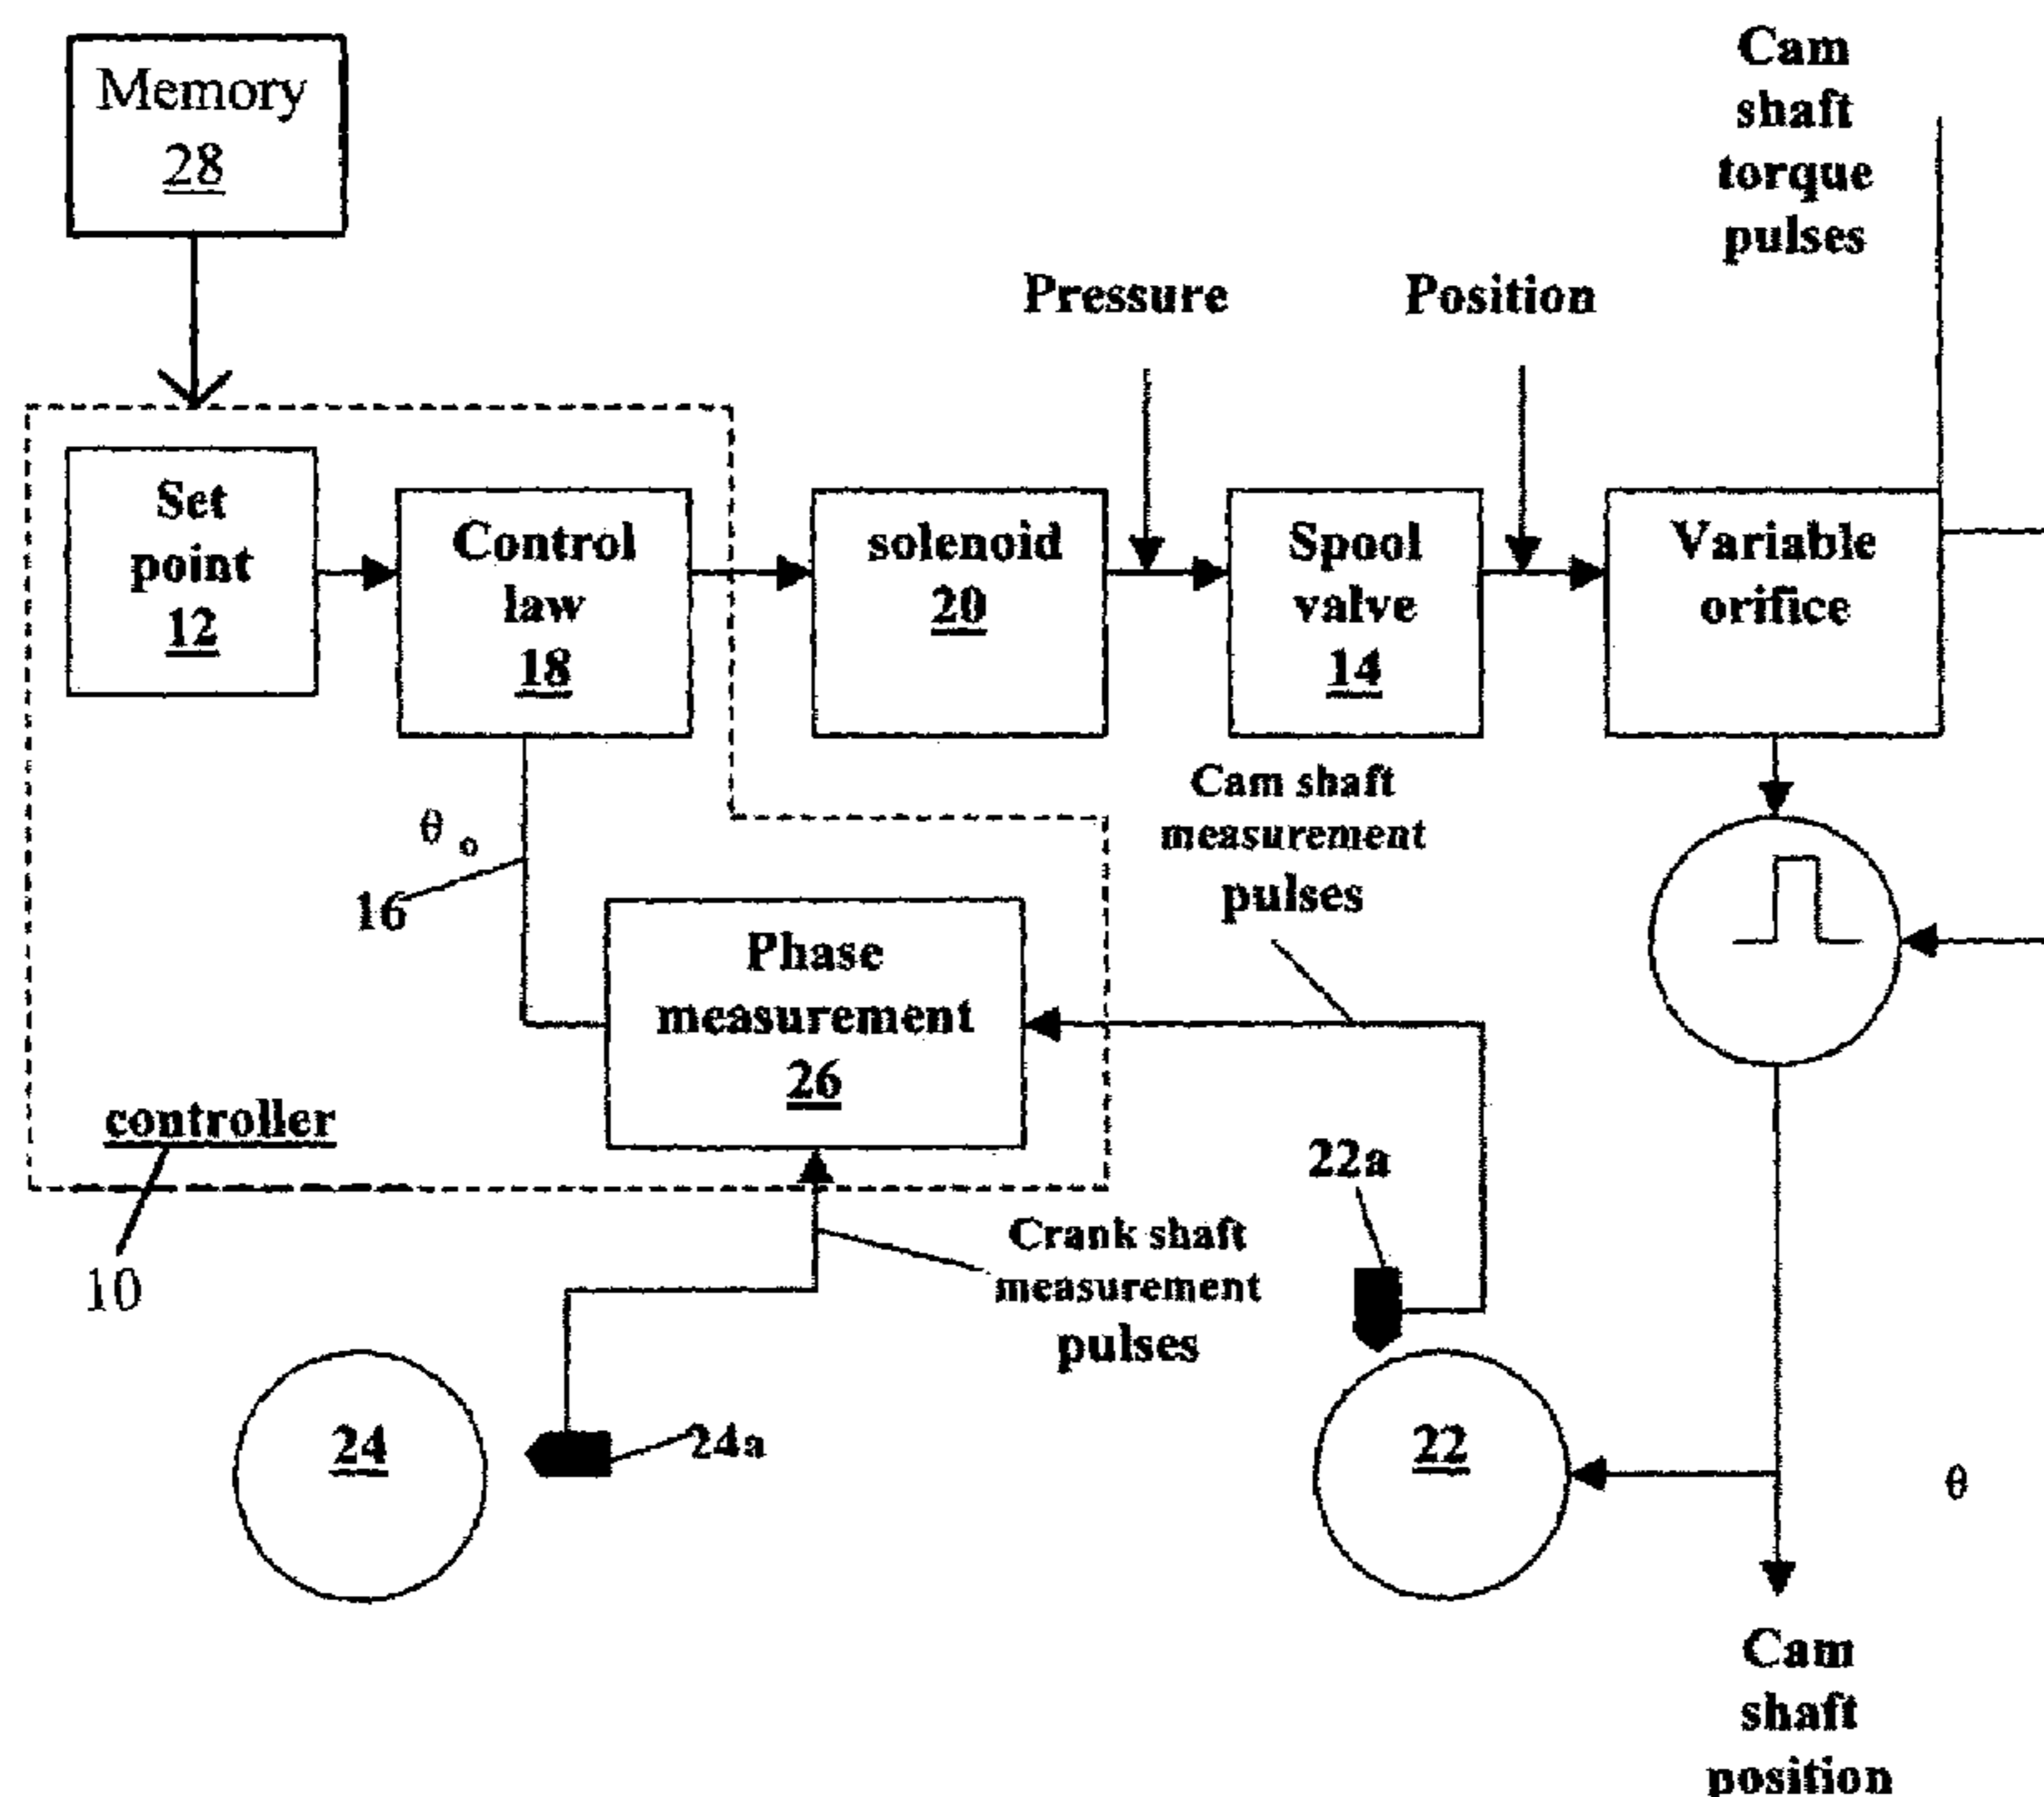 Memory
28
Cam
shaft
torque
pulses
Pressure
Position
Set
point
12
Control
law
18
solenoid
20
Spool
valve
14
Variable
orifice
θ o
16
Cam shaft
measurement
pulses
Phase
measurement
26
controller
10
22a
Crank shaft
measurement
pulses
24
24a
22
θ
Cam
shaft
position